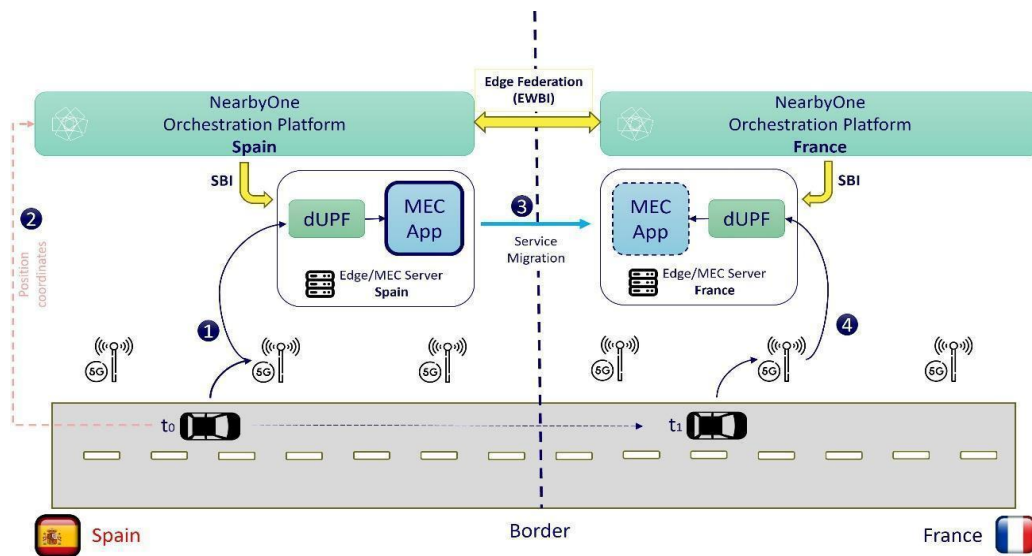 Edge Federation
(EWBI)
NearbyOne
Orchestration Platform
Spain
NearbyOne
Orchestration Platform
France
SBI
SBI
2
Position
coordinates
dUPF
MEC
App
Edge/MEC Server
Spain
3
Service
Migration
MEC
App
dUPF
Edge/MEC Server
France
1
4
5G
5G
5G
5G
5G
5G
t0
t1
Spain
Border
France